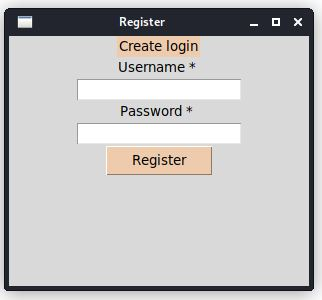 Register
Create login
Username *
Password *
Register